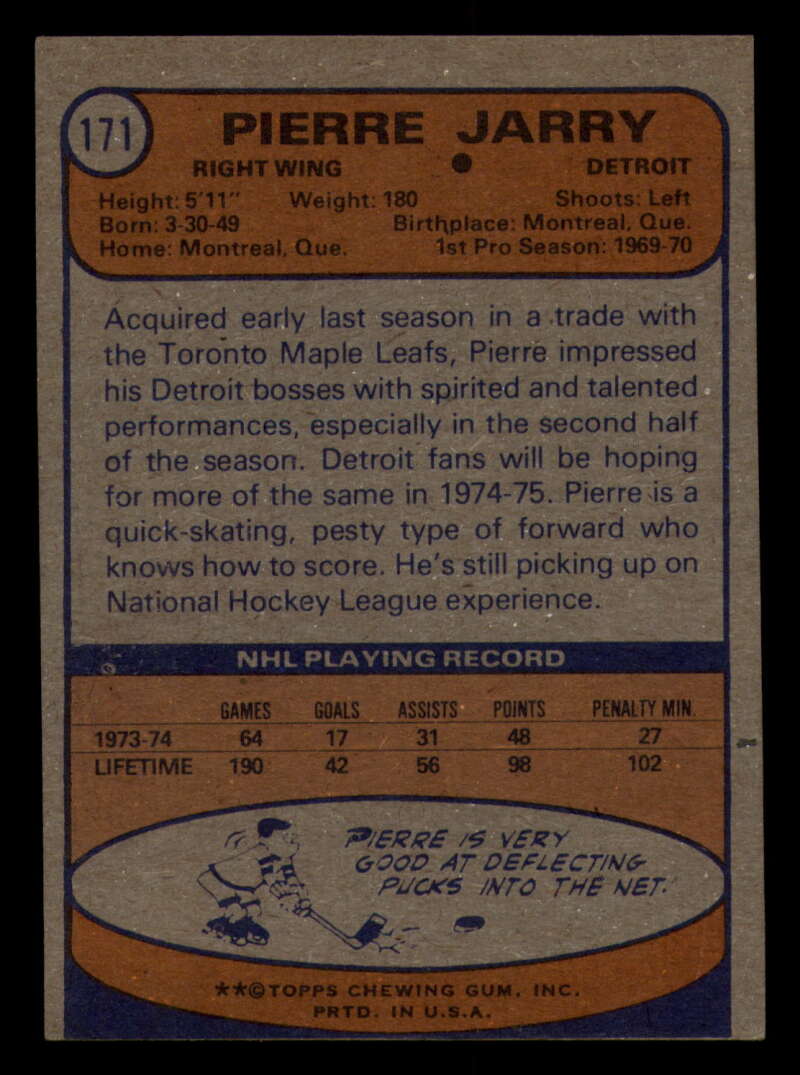 171
PIERRE JARRY
RIGHT WING ● DETROIT
Height: 5'11" Weight: 180 Shoots: Left
Born: 3-30-49 Birthplace: Montreal, Que.
Home: Montreal, Que. 1st Pro Season: 1969-70
Acquired early last season in a trade with
the Toronto Maple Leafs, Pierre impressed
his Detroit bosses with spirited and talented
performances, especially in the second half
of the season. Detroit fans will be hoping
for more of the same in 1974-75. Pierre is a
quick-skating, pesty type of forward who
knows how to score. He's still picking up on
National Hockey League experience.
NHL PLAYING RECORD
GAMES GOALS ASSISTS POINTS PENALTY MIN.
1973-74 64 17 31 48 27
LIFETIME 190 42 56 98 102
PIERRE IS VERY
GOOD AT DEFLECTING
PUCKS INTO THE NET.
**©TOPPS CHEWING GUM, INC.
PRTD. IN U.S.A.